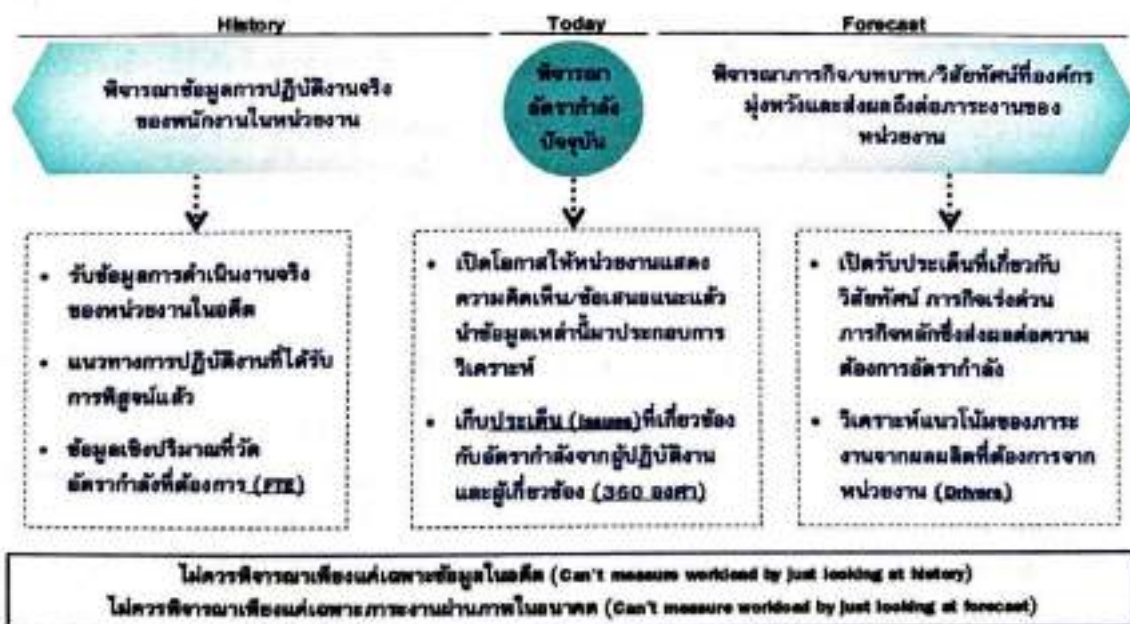 History
Today
Forecast
พิจารณาข้อมูลการปฏิบัติงานจริง
ของพนักงานในหน่วยงาน
พิจารณา
อัตรากำลัง
ปัจจุบัน
พิจารณาภารกิจ/บทบาท/วิสัยทัศน์ที่องค์กร
มุ่งหวังและส่งผลถึงต่อภาระงานของ
หน่วยงาน
• รับข้อมูลการดำเนินงานจริง
ของหน่วยงานในอดีต
• แนวทางการปฏิบัติงานที่ได้รับ
การพิสูจน์แล้ว
• ข้อมูลเชิงปริมาณที่วัด
อัตรากำลังที่ต้องการ (FTE)
• เปิดโอกาสให้หน่วยงานแสดง
ความคิดเห็น/ข้อเสนอแนะแล้ว
นำข้อมูลเหล่านี้มาประกอบการ
วิเคราะห์
• เก็บประเด็น (Issues)ที่เกี่ยวข้อง
กับอัตรากำลังจากผู้ปฏิบัติงาน
และผู้เกี่ยวข้อง (360 องศา)
• เปิดรับประเด็นที่เกี่ยวกับ
วิสัยทัศน์ ภารกิจเร่งด่วน
ภารกิจหลักซึ่งส่งผลต่อความ
ต้องการอัตรากำลัง
• วิเคราะห์แนวโน้มของภาระ
งานจากผลผลิตที่ต้องการจาก
หน่วยงาน (Drivers)
ไม่ควรพิจารณาเพียงแค่เฉพาะข้อมูลในอดีต (Can't measure workload by just looking at history)
ไม่ควรพิจารณาเพียงแค่เฉพาะภาระงานผ่านภาพในอนาคต (Can't measure workload by just looking at forecast)